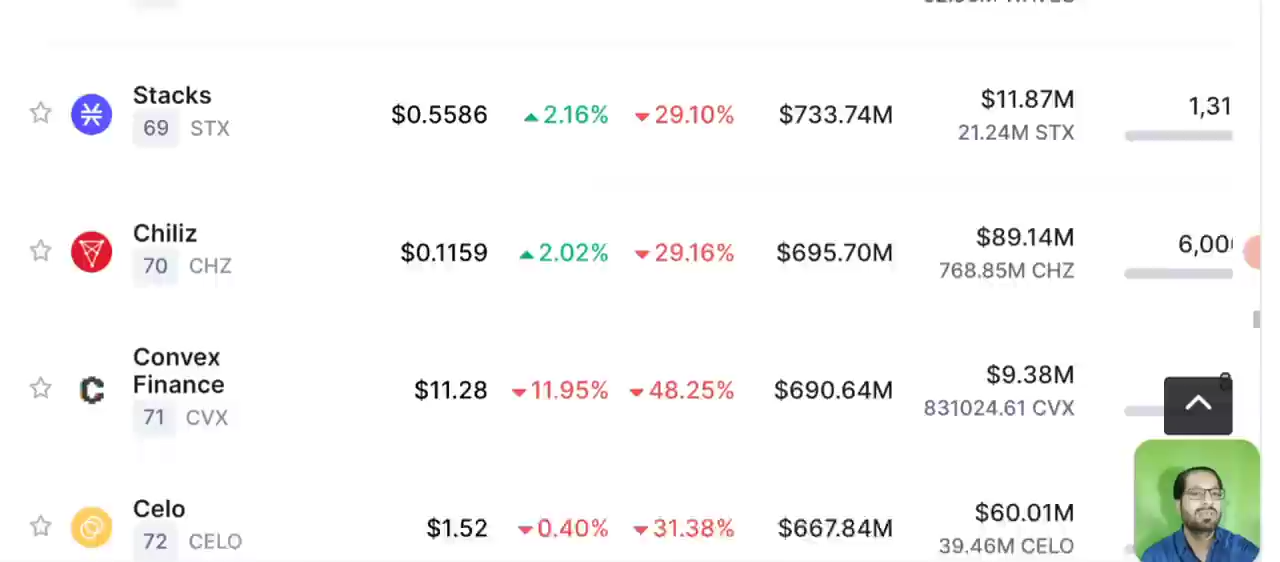 Stacks
69 STX
$0.5586 ▲ 2.16% ▼ 29.10% $733.74M $11.87M
21.24M STX
1,31
Chiliz
70 CHZ
$0.1159 ▲ 2.02% ▼ 29.16% $695.70M $89.14M
768.85M CHZ
6,00
Convex
Finance
71 CVX
$11.28 ▼ 11.95% ▼ 48.25% $690.64M $9.38M
831024.61 CVX
Celo
72 CELO
$1.52 ▼ 0.40% ▼ 31.38% $667.84M $60.01M
39.46M CELO